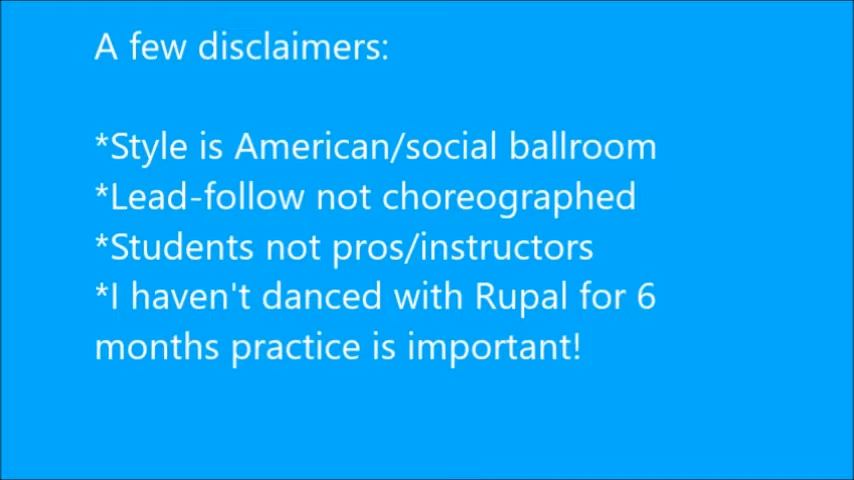 A few disclaimers:
*Style is American/social ballroom
*Lead-follow not choreographed
*Students not pros/instructors
*I haven't danced with Rupal for 6
months practice is important!